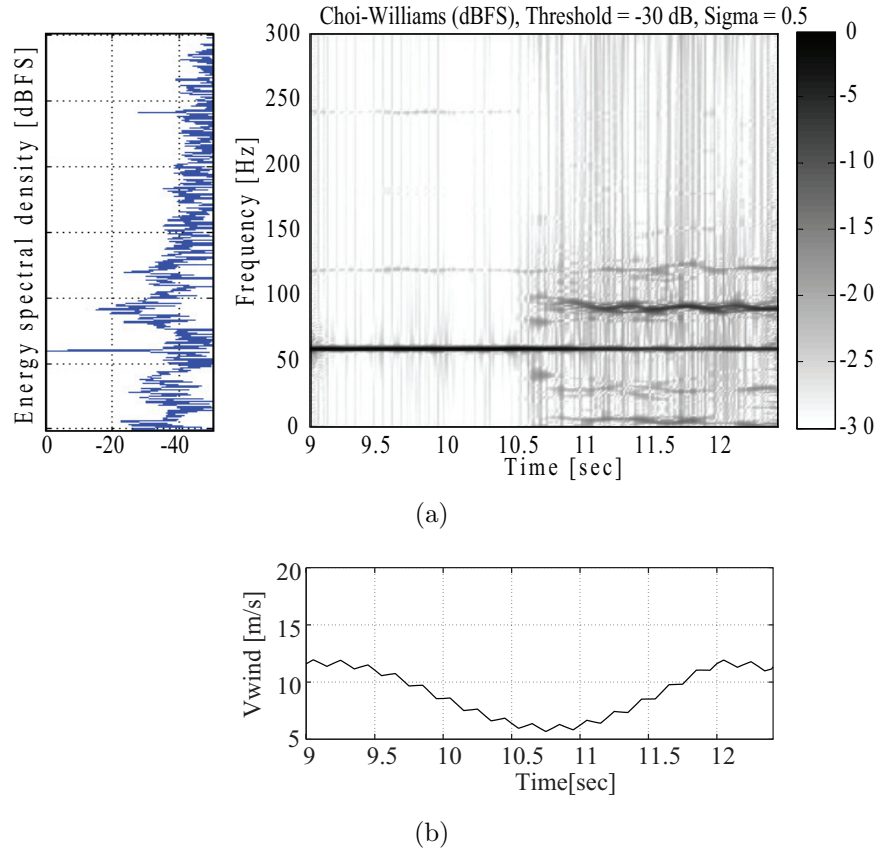 Choi-Williams (dBFS), Threshold = -30 dB, Sigma = 0.5
Energy spectral density [dBFS]
0 -20 -40
Frequency [Hz]
300
250
200
150
100
50
0
9 9.5 10 10.5 11 11.5 12
Time [sec]
0
-5
-10
-15
-20
-25
-30
(a)
Vwind [m/s]
20
15
10
5
9 9.5 10 10.5 11 11.5 12
Time[sec]
(b)